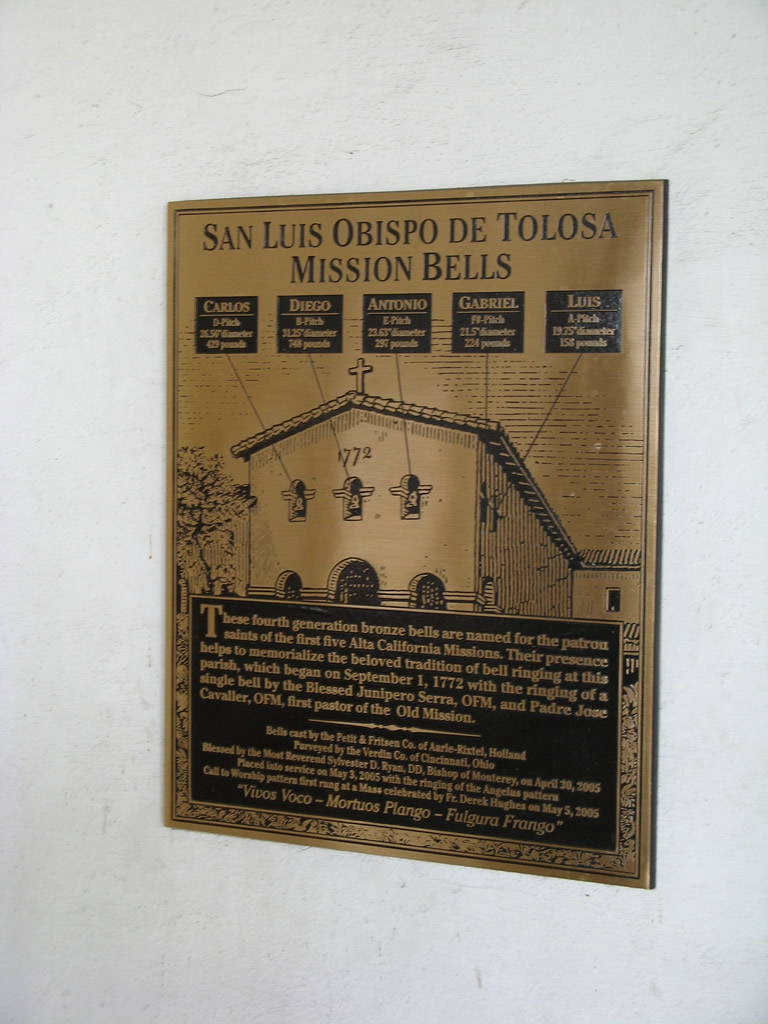 SAN LUIS OBISPO DE TOLOSA
MISSION BELLS
CARLOS
D-Pitch
26.56" diameter
429 pounds
DIEGO
B-Pitch
31.25" diameter
748 pounds
ANTONIO
E-Pitch
23.63" diameter
297 pounds
GABRIEL
F#-Pitch
21.5" diameter
224 pounds
LUIS
A-Pitch
19.75" diameter
158 pounds
1772
These fourth generation bronze bells are named for the patron
saints of the first five Alta California Missions. Their presence
helps to memorialize the beloved tradition of bell ringing at this
parish, which began on September 1, 1772 with the ringing of a
single bell by the Blessed Junipero Serra, OFM, and Padre Jose
Cavaller, OFM, first pastor of the Old Mission.
Bells cast by the Petit & Fritsen Co. of Aarle-Rixtel, Holland
Purveyed by the Verdin Co. of Cincinnati, Ohio
Blessed by the Most Reverend Sylvester D. Ryan, DD, Bishop of Monterey, on April 30, 2005
Placed into service on May 3, 2005 with the ringing of the Angelus pattern
Call to Worship pattern first rung at a Mass celebrated by Fr. Derek Hughes on May 5, 2005
"Vivos Voco – Mortuos Plango – Fulgura Frango"